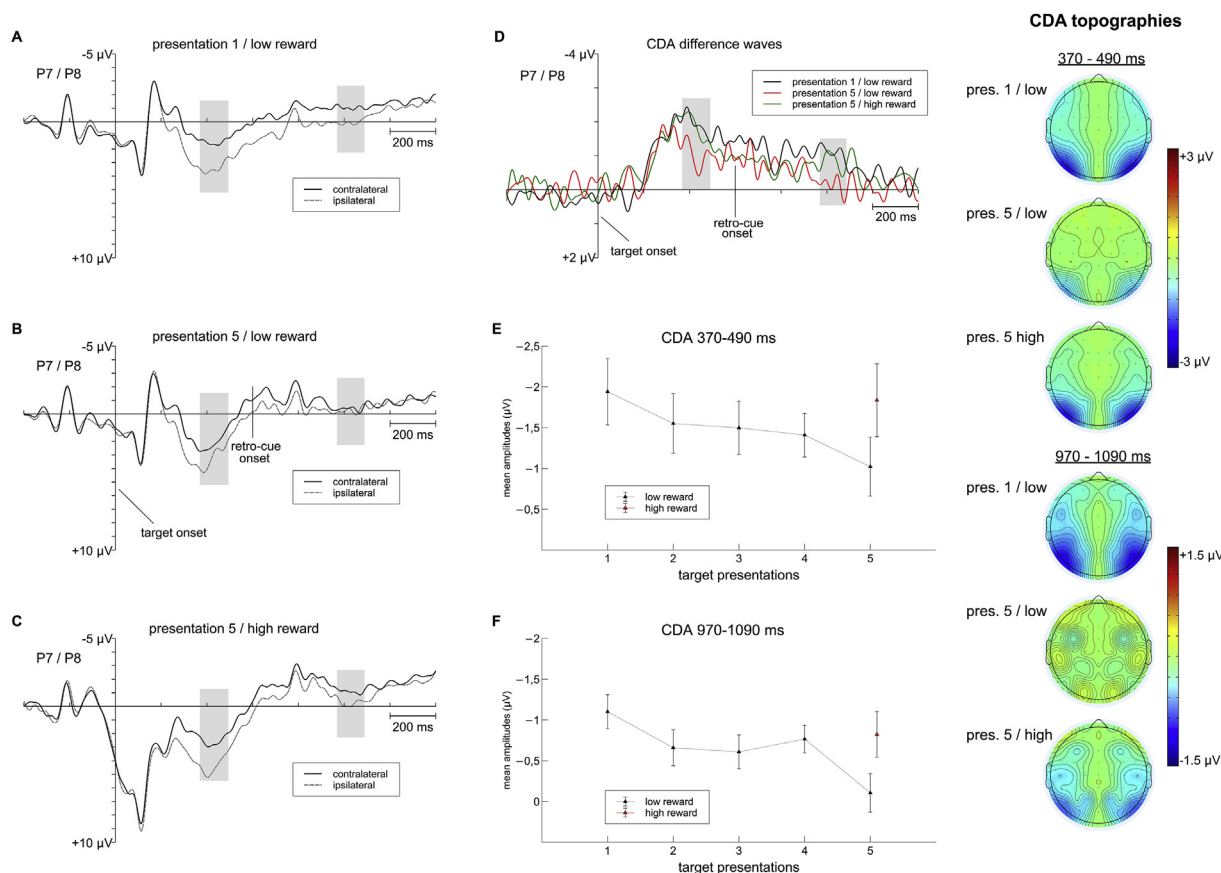 A
presentation 1 / low reward
-5 µV
P7 / P8
200 ms
contralateral
ipsilateral
+10 µV
B
presentation 5 / low reward
-5 µV
P7 / P8
200 ms
retro-cue
onset
contralateral
ipsilateral
target onset
+10 µV
C
presentation 5 / high reward
-5 µV
P7 / P8
200 ms
contralateral
ipsilateral
+10 µV
D
CDA difference waves
-4 µV
P7 / P8
presentation 1 / low reward
presentation 5 / low reward
presentation 5 / high reward
200 ms
retro-cue
onset
target onset
+2 µV
E
CDA 370-490 ms
−2,5
−2
−1,5
−1
−0,5
mean amplitudes (µV)
low reward
high reward
1 2 3 4 5
target presentations
F
CDA 970-1090 ms
−2
−1,5
−1
−0,5
0
mean amplitudes (µV)
low reward
high reward
1 2 3 4 5
target presentations
CDA topographies
370 - 490 ms
pres. 1 / low
pres. 5 / low
pres. 5 high
+3 µV
-3 µV
970 - 1090 ms
pres. 1 / low
pres. 5 / low
pres. 5 / high
+1.5 µV
-1.5 µV